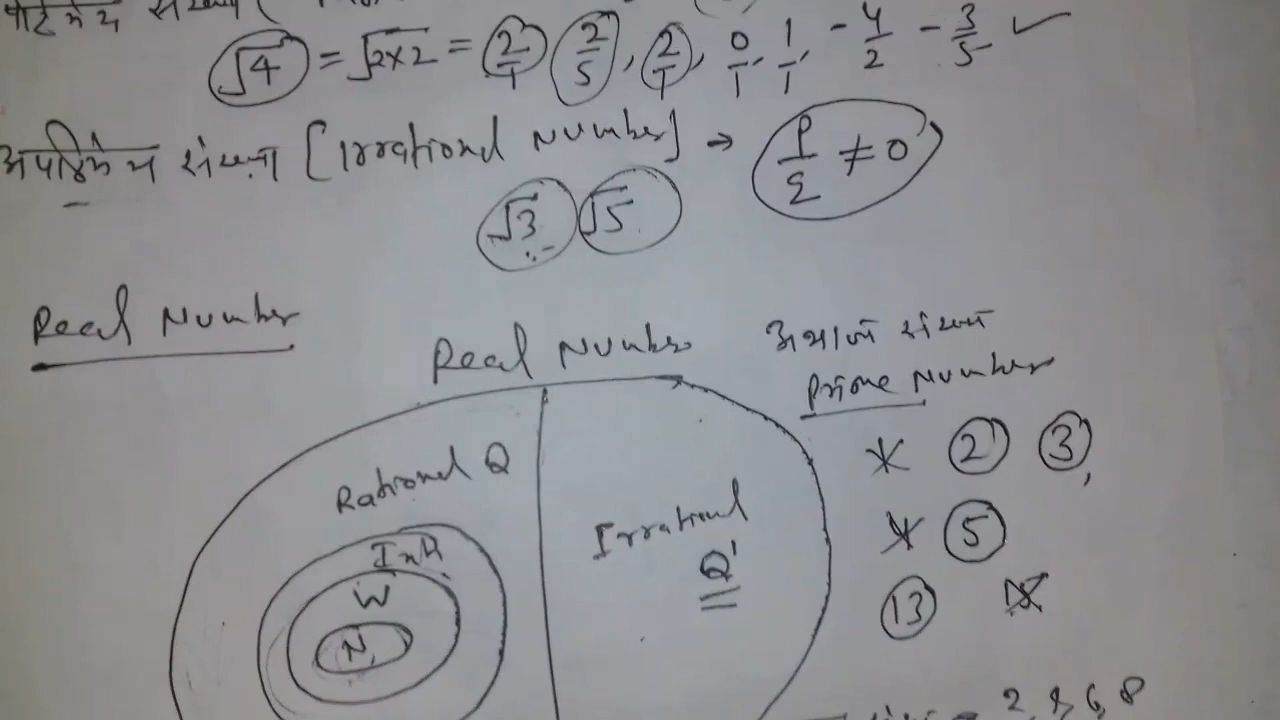 √4 = √2×2 = 2/1 2/5, 2/1, 0/1, 1/1, - 4/2 - 3/5 ✓
अपरिमेय संख्या [Irrational Number] → P/q ≠ 0
√3 √5
Real Number
Real Number
अभाज्य संख्या
Prime Number
Rational Q
2 3,
Irrational
Q'
5
W
13
N
2, 4, 6, 8